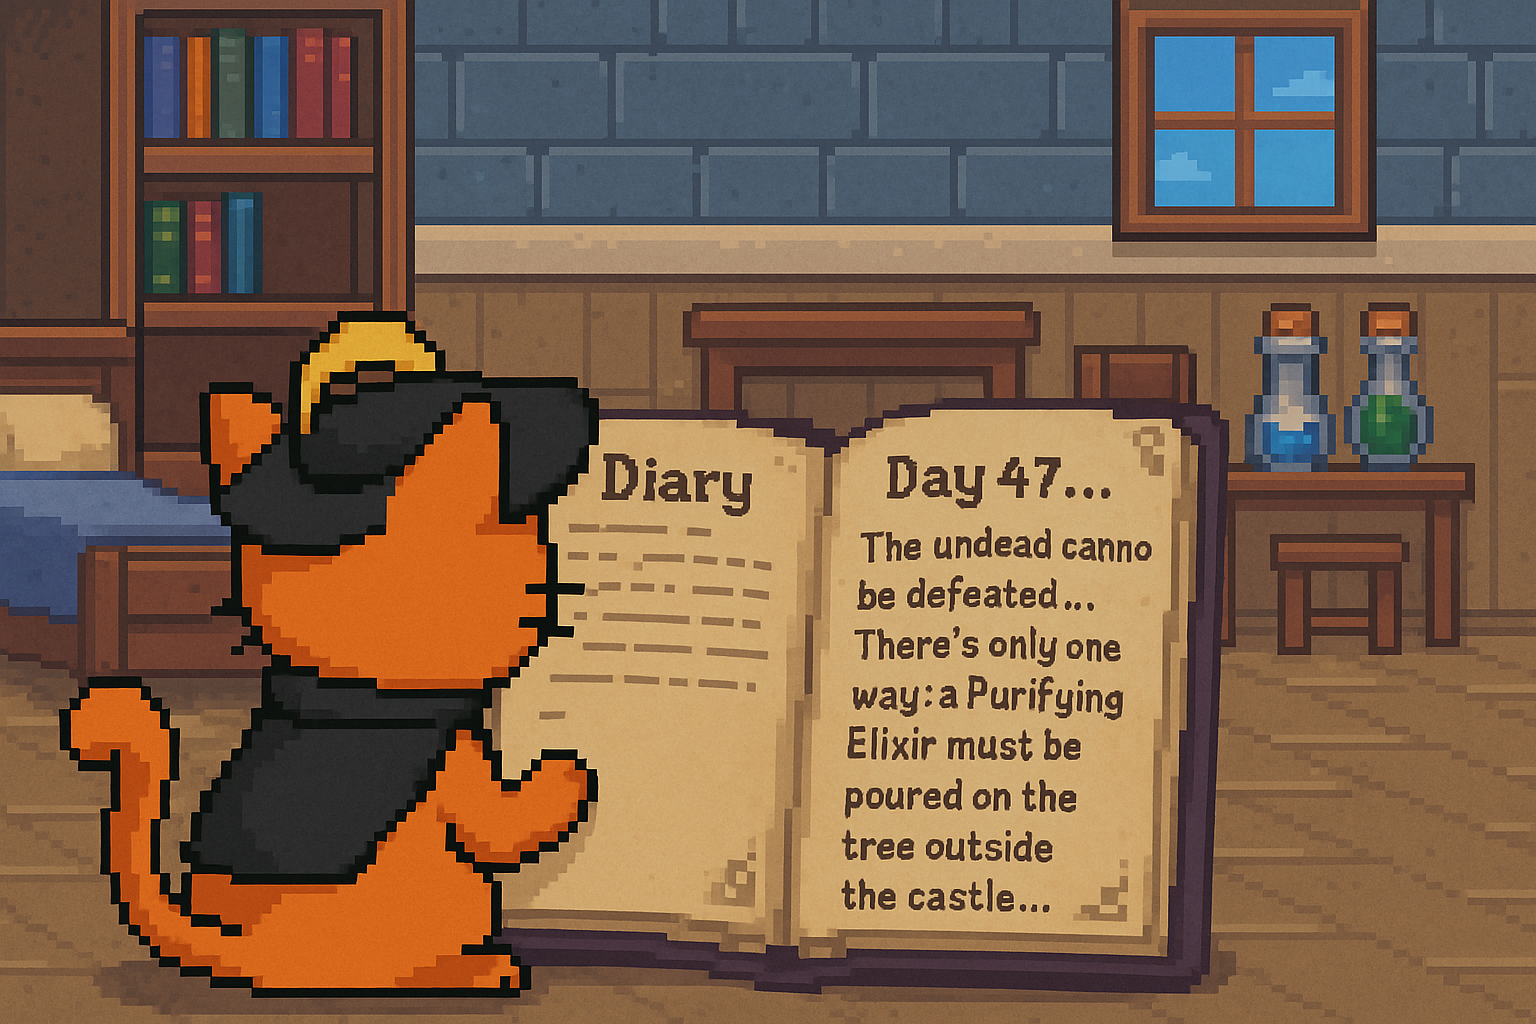 Diary
Day 47...
The undead canno
be defeated...
There's only one
way: a Purifying
Elixir must be
poured on the
tree outside
the castle...